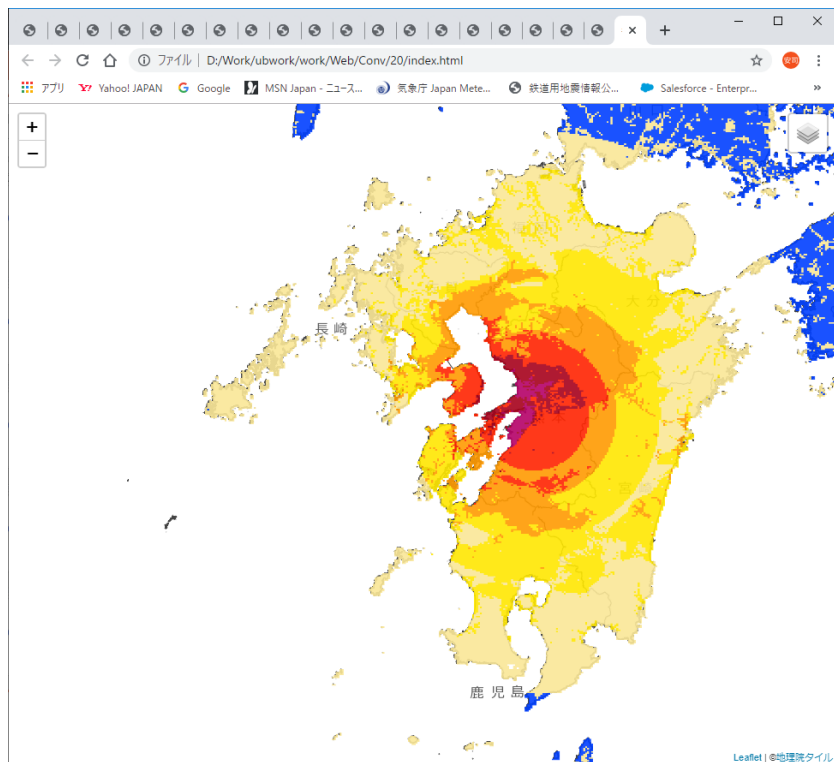 ファイル | D:/Work/ubwork/work/Web/Conv/20/index.html
安司
アプリ Yahoo! JAPAN Google MSN Japan - ニュース... 気象庁 Japan Mete... 鉄道用地震情報公... Salesforce - Enterpr... »
+
−
大分
長崎
鹿児島
Leaflet | ©地理院タイル